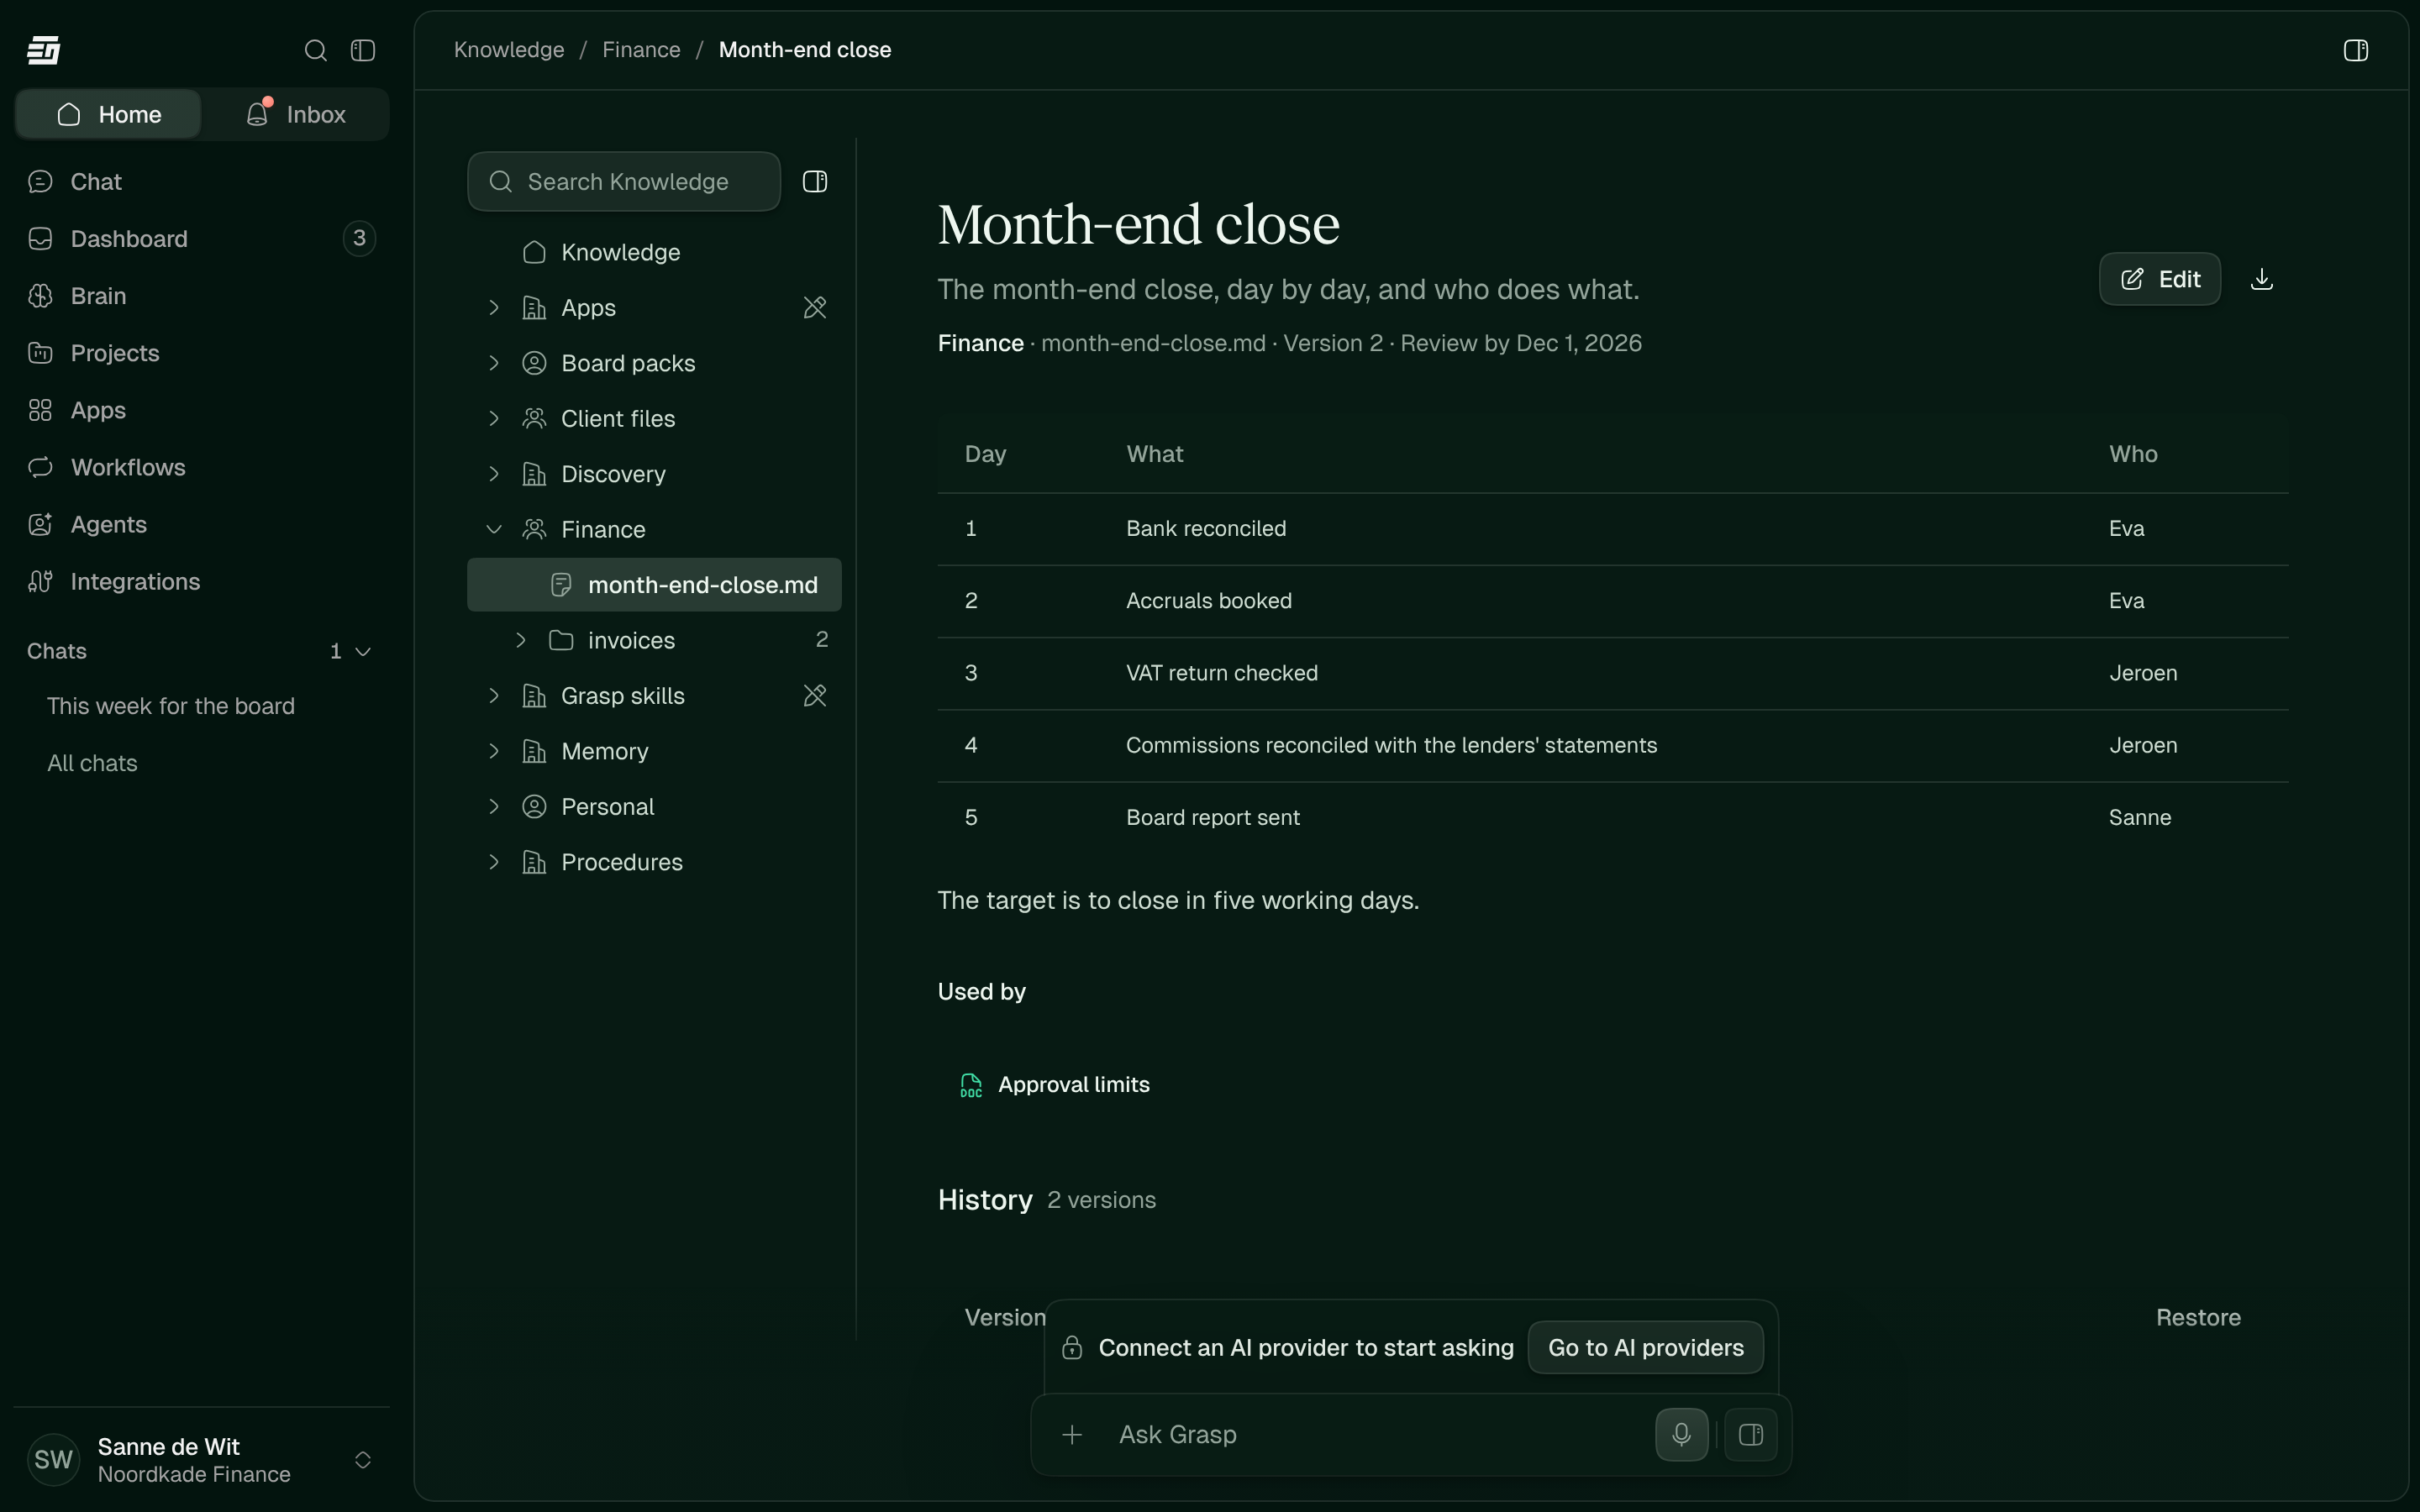 Home
Inbox
Chat
Dashboard 3
Brain
Projects
Apps
Workflows
Agents
Integrations
Chats 1
This week for the board
All chats
SW
Sanne de Wit
Noordkade Finance
Knowledge / Finance / Month-end close
Search Knowledge
Knowledge
Apps
Board packs
Client files
Discovery
Finance
month-end-close.md
invoices 2
Grasp skills
Memory
Personal
Procedures
Month-end close
The month-end close, day by day, and who does what.
Finance · month-end-close.md · Version 2 · Review by Dec 1, 2026
Edit
Day What Who
1 Bank reconciled Eva
2 Accruals booked Eva
3 VAT return checked Jeroen
4 Commissions reconciled with the lenders' statements Jeroen
5 Board report sent Sanne
The target is to close in five working days.
Used by
DOC Approval limits
History 2 versions
Version Restore
Connect an AI provider to start asking Go to AI providers
Ask Grasp